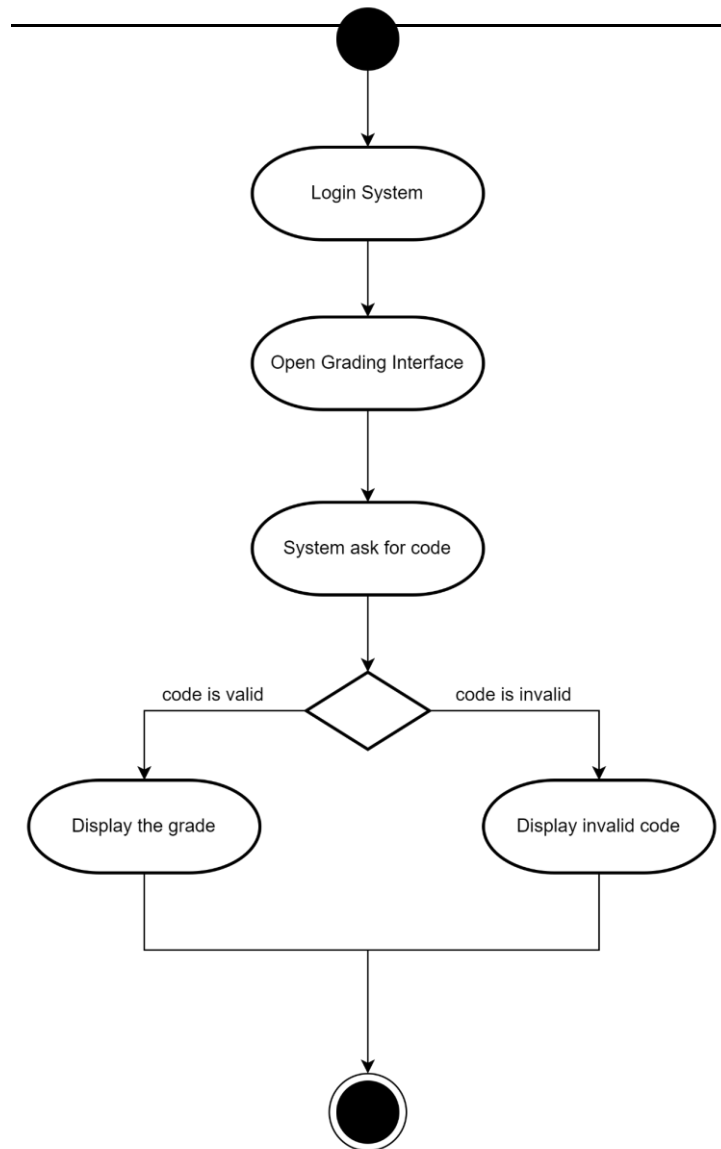 Login System
Open Grading Interface
System ask for code
code is valid
code is invalid
Display the grade
Display invalid code